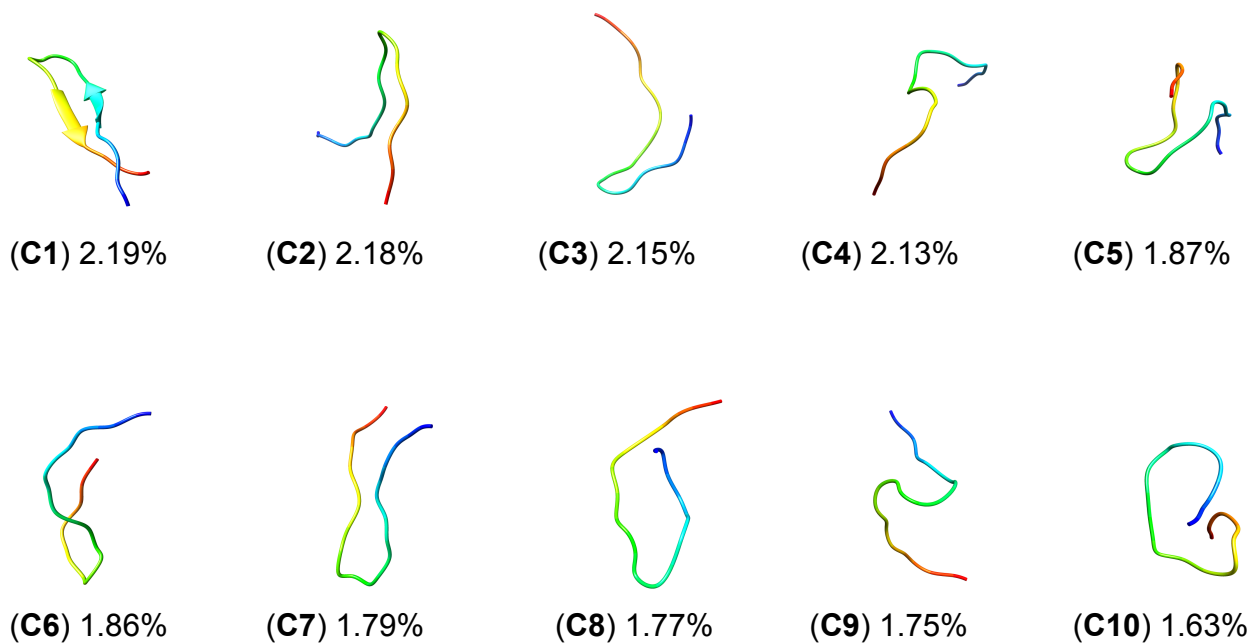 (C1) 2.19% (C2) 2.18% (C3) 2.15% (C4) 2.13% (C5) 1.87%
(C6) 1.86% (C7) 1.79% (C8) 1.77% (C9) 1.75% (C10) 1.63%